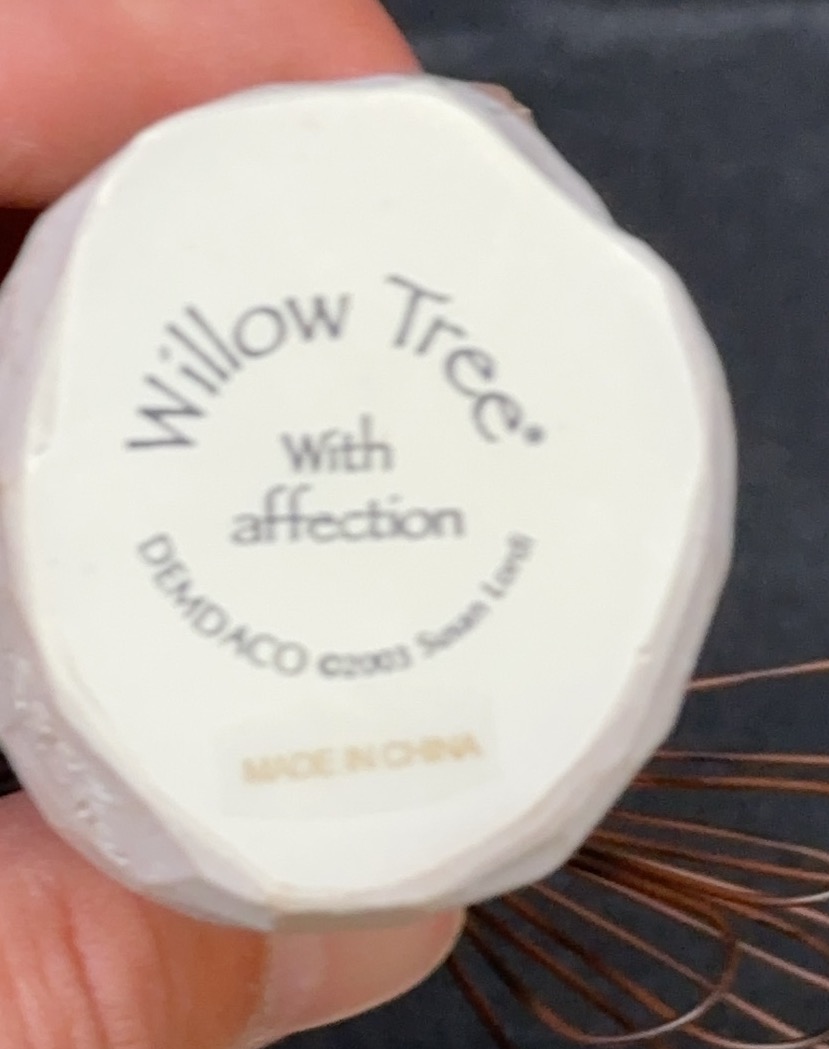 Willow Tree®
With
affection
DEMDACO ©2003 Susan Lordi
MADE IN CHINA